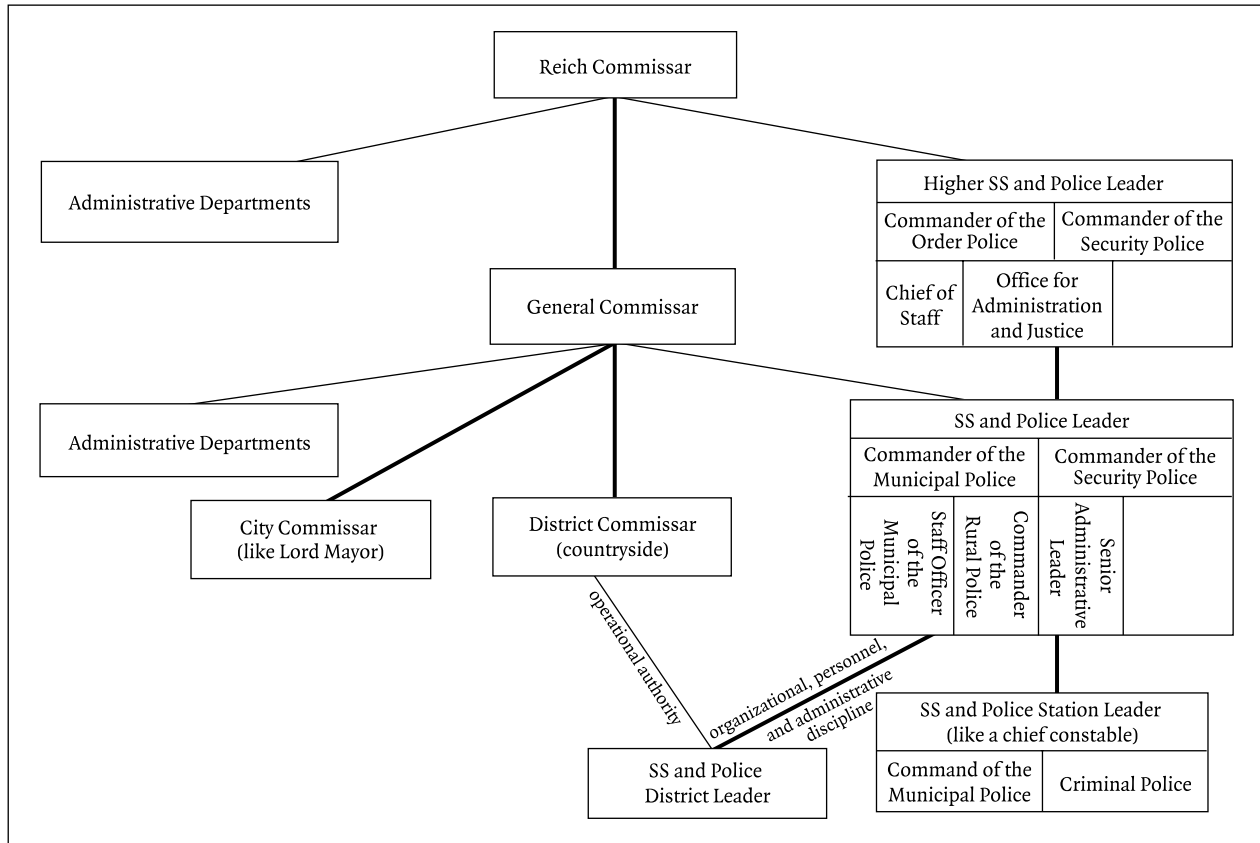 Reich Commissar
Administrative Departments
Higher SS and Police Leader
Commander of the
Order Police
Commander of the
Security Police
Chief of
Staff
Office for
Administration
and Justice
General Commissar
Administrative Departments
SS and Police Leader
Commander of the
Municipal Police
Commander of the
Security Police
Staff Officer
of the
Municipal
Police
Commander
of the
Rural Police
Senior
Administrative
Leader
City Commissar
(like Lord Mayor)
District Commissar
(countryside)
operational authority
organizational, personnel,
and administrative
discipline
SS and Police Station Leader
(like a chief constable)
Command of the
Municipal Police
Criminal Police
SS and Police
District Leader